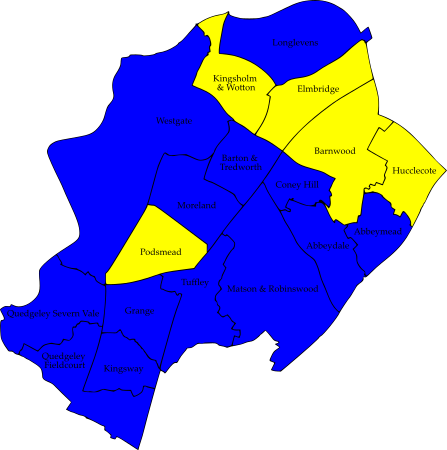 Longlevens
Kingsholm
& Wotton
Elmbridge
Westgate
Barnwood
Barton &
Tredworth
Hucclecote
Coney Hill
Moreland
Abbeymead
Abbeydale
Podsmead
Tuffley
Matson & Robinswood
Quedgeley Severn Vale
Grange
Quedgeley
Fieldcourt
Kingsway